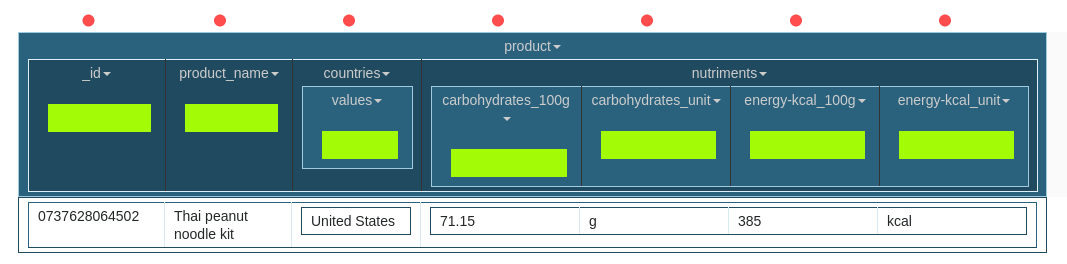 product
_id product_name countries nutriments
values carbohydrates_100g carbohydrates_unit energy-kcal_100g energy-kcal_unit
0737628064502 Thai peanut United States 71.15 g 385 kcal
noodle kit